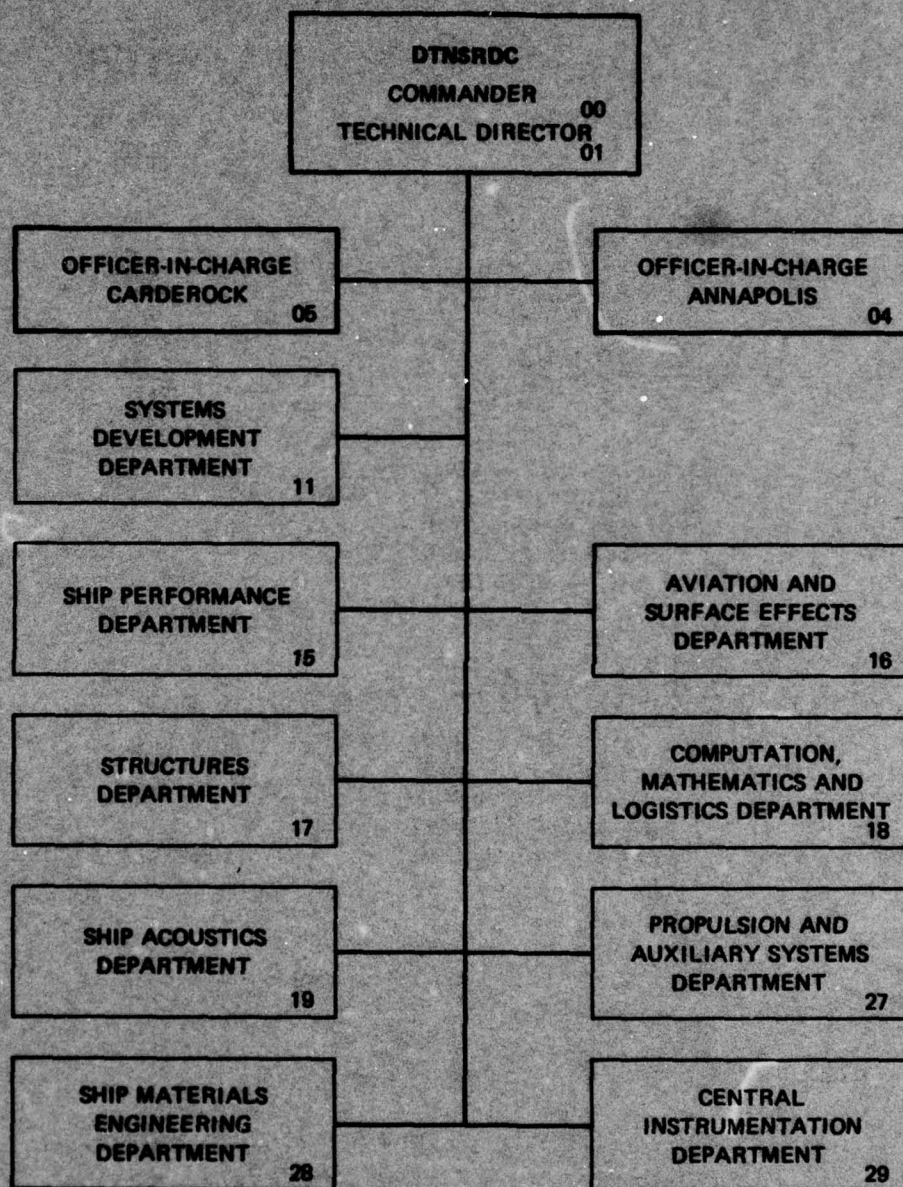 DTNSRDC
COMMANDER 00
TECHNICAL DIRECTOR 01
OFFICER-IN-CHARGE
CARDEROCK
05
OFFICER-IN-CHARGE
ANNAPOLIS
04
SYSTEMS
DEVELOPMENT
DEPARTMENT
11
SHIP PERFORMANCE
DEPARTMENT
15
AVIATION AND
SURFACE EFFECTS
DEPARTMENT
16
STRUCTURES
DEPARTMENT
17
COMPUTATION,
MATHEMATICS AND
LOGISTICS DEPARTMENT
18
SHIP ACOUSTICS
DEPARTMENT
19
PROPULSION AND
AUXILIARY SYSTEMS
DEPARTMENT
27
SHIP MATERIALS
ENGINEERING
DEPARTMENT
28
CENTRAL
INSTRUMENTATION
DEPARTMENT
29